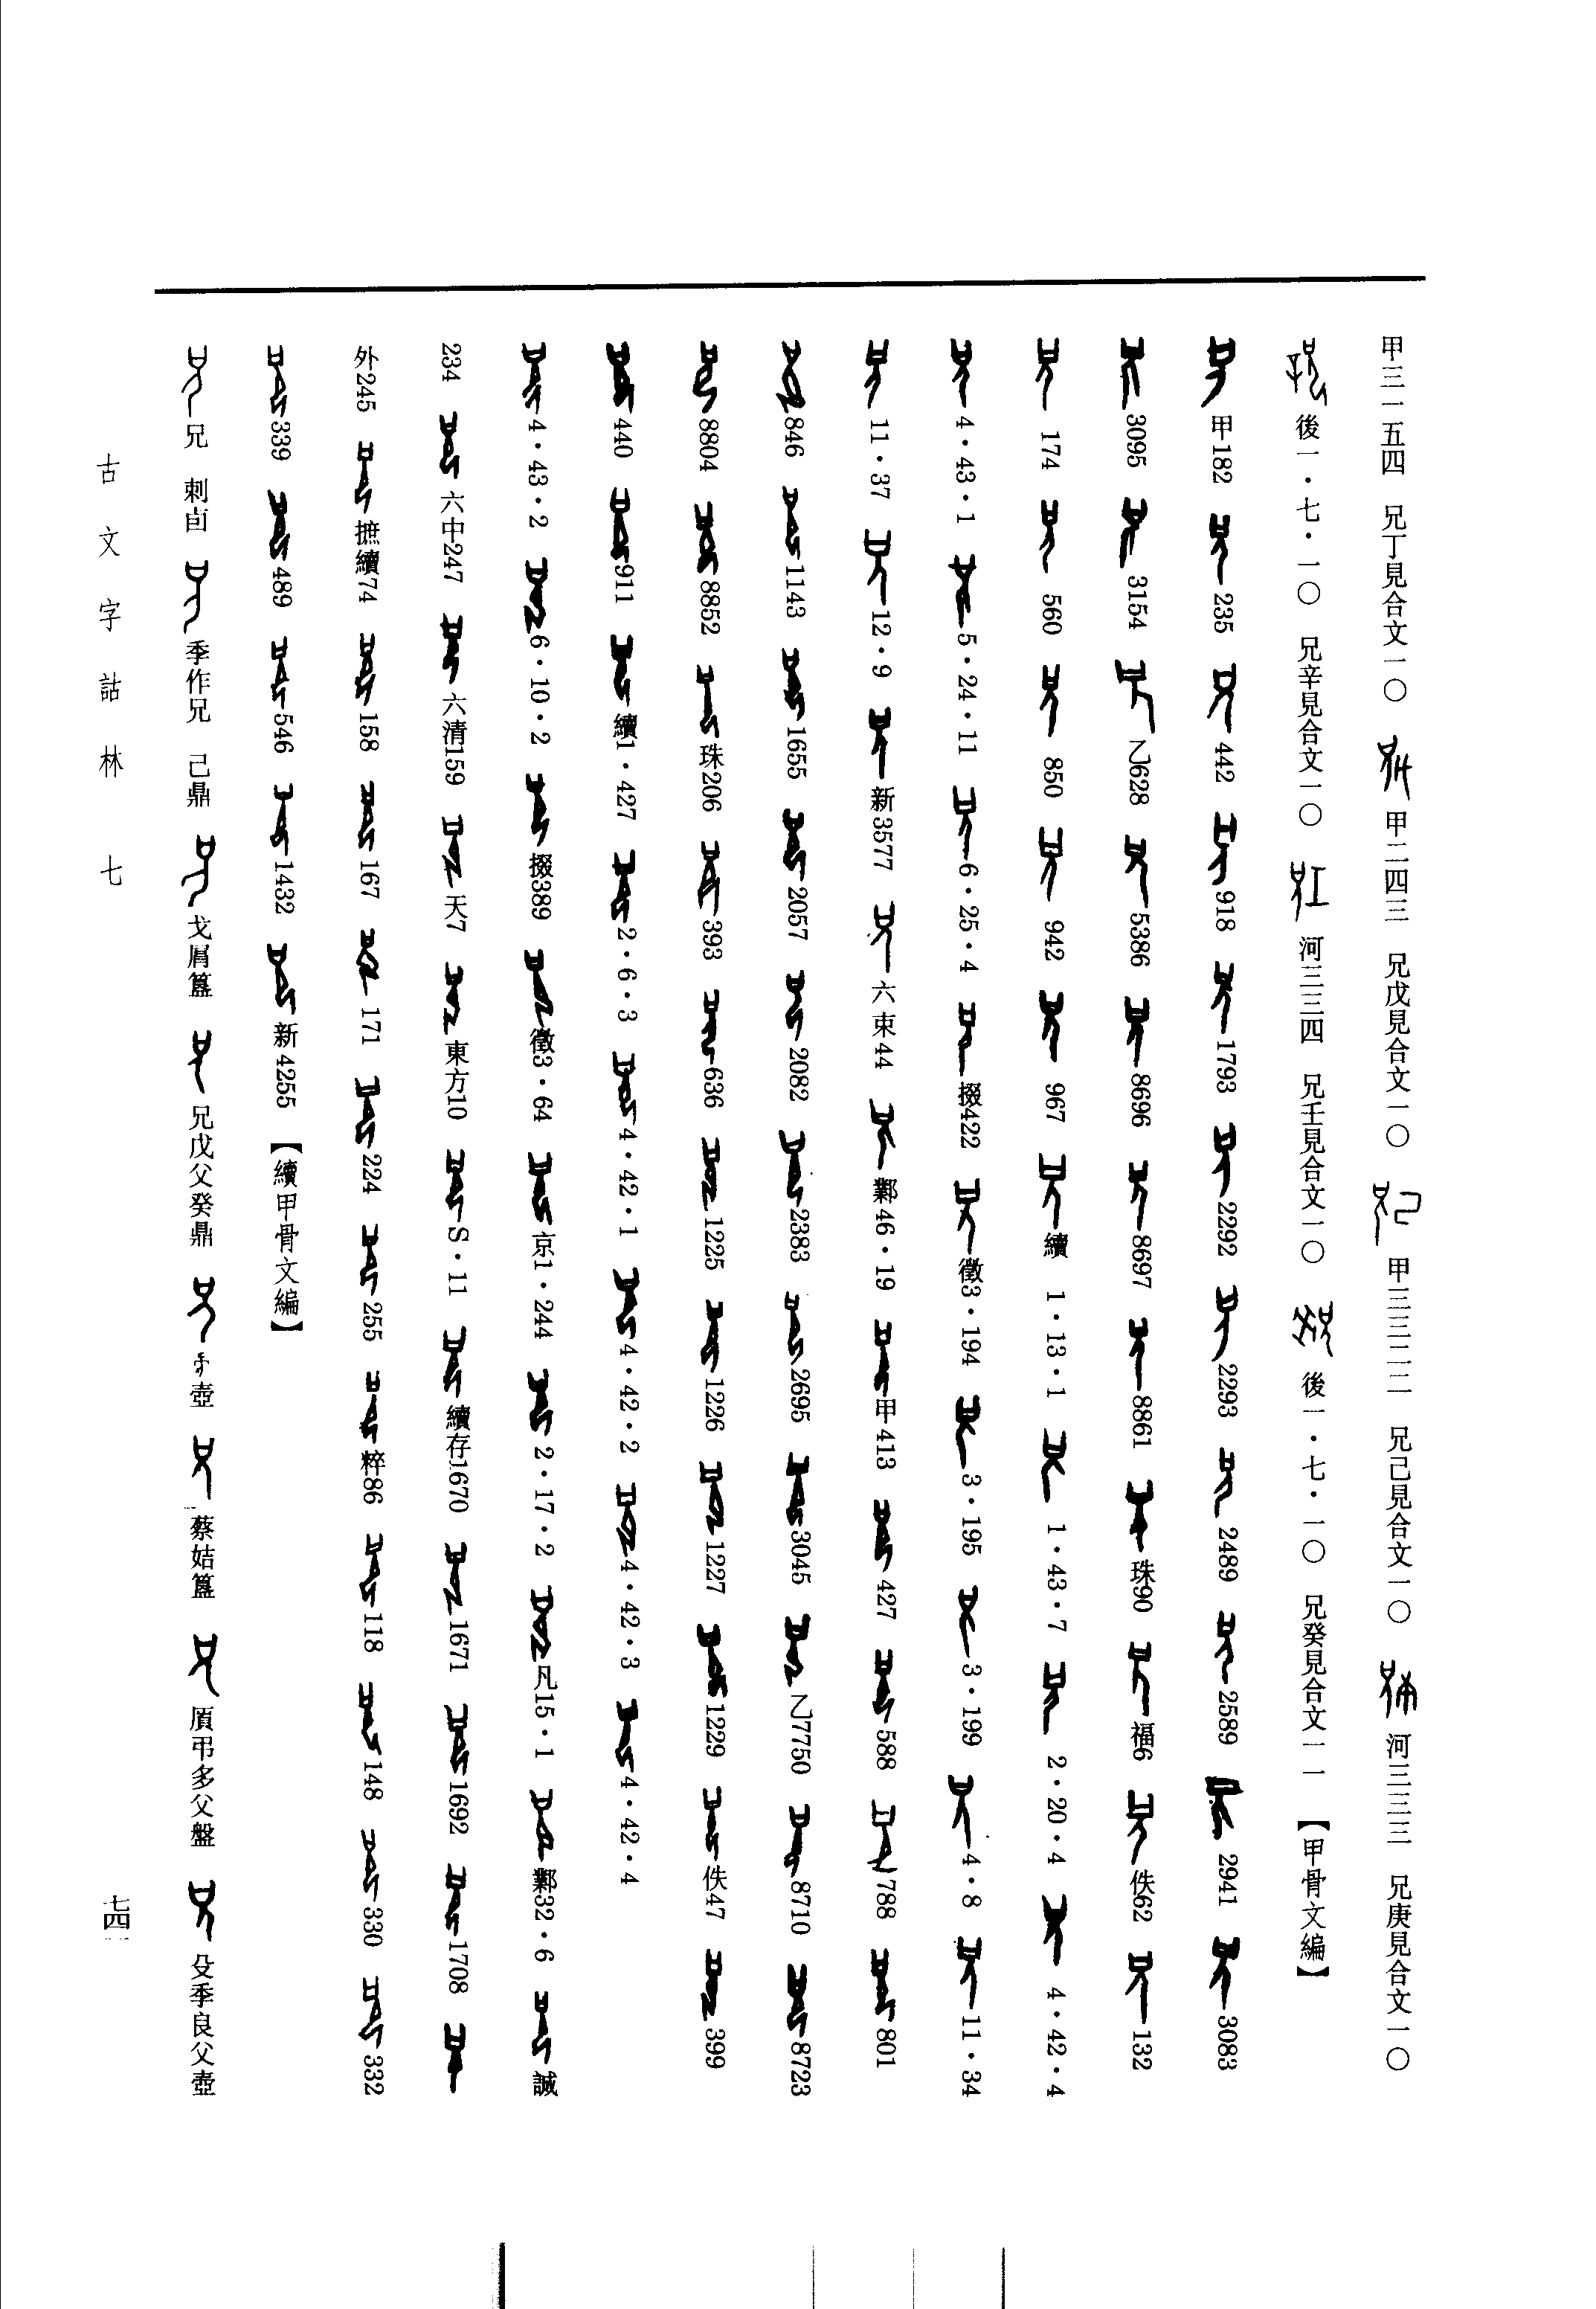 甲三一五四 兄丁見合文一〇 甲二四三 兄戊見合文一〇 甲三三二二 兄己見合文一〇 河三三三 兄庚見合文一〇
後一·七·一〇 兄辛見合文一〇 河三三四 兄壬見合文一〇 後一·七·一〇 兄癸見合文一一 【甲骨文編】
甲182 235 442 918 1793 2292 2293 2489 2589 2941 3083
3095 3154 乙628 5386 8696 8697 8861 珠90 福6 佚62 132
174 560 850 942 967 續 1·13·1 1·43·7 2·20·4 4·42·4
4·43·1 5·24·11 6·25·4 掇422 徵3·194 3·195 3·199 4·8 11·34
11·37 12·9 新3577 六束44 鄴46·19 甲413 427 588 788 801
846 1143 1655 2057 2082 2383 2695 3045 乙7750 8710 8723
8804 8852 珠206 393 636 1225 1226 1227 1229 佚47 399
440 911 續1·427 2·6·3 4·42·1 4·42·2 4·42·3 4·42·4
4·43·2 6·10·2 掇389 徵3·64 京1·244 2·17·2 凡15·1 鄴32·6 誠
234 六中247 六清159 天7 東方10 S·11 續存1670 1671 1692 1708
外245 摭續74 158 167 171 224 255 粹86 118 148 330 332
339 489 546 1432 新4255 【續甲骨文編】
兄 刺卣 季作兄 己鼎 戈厝簋 兄戊父癸鼎 壺 蔡姞簋 弔多父盤 殳季良父壺
古文字詁林 七
七四一